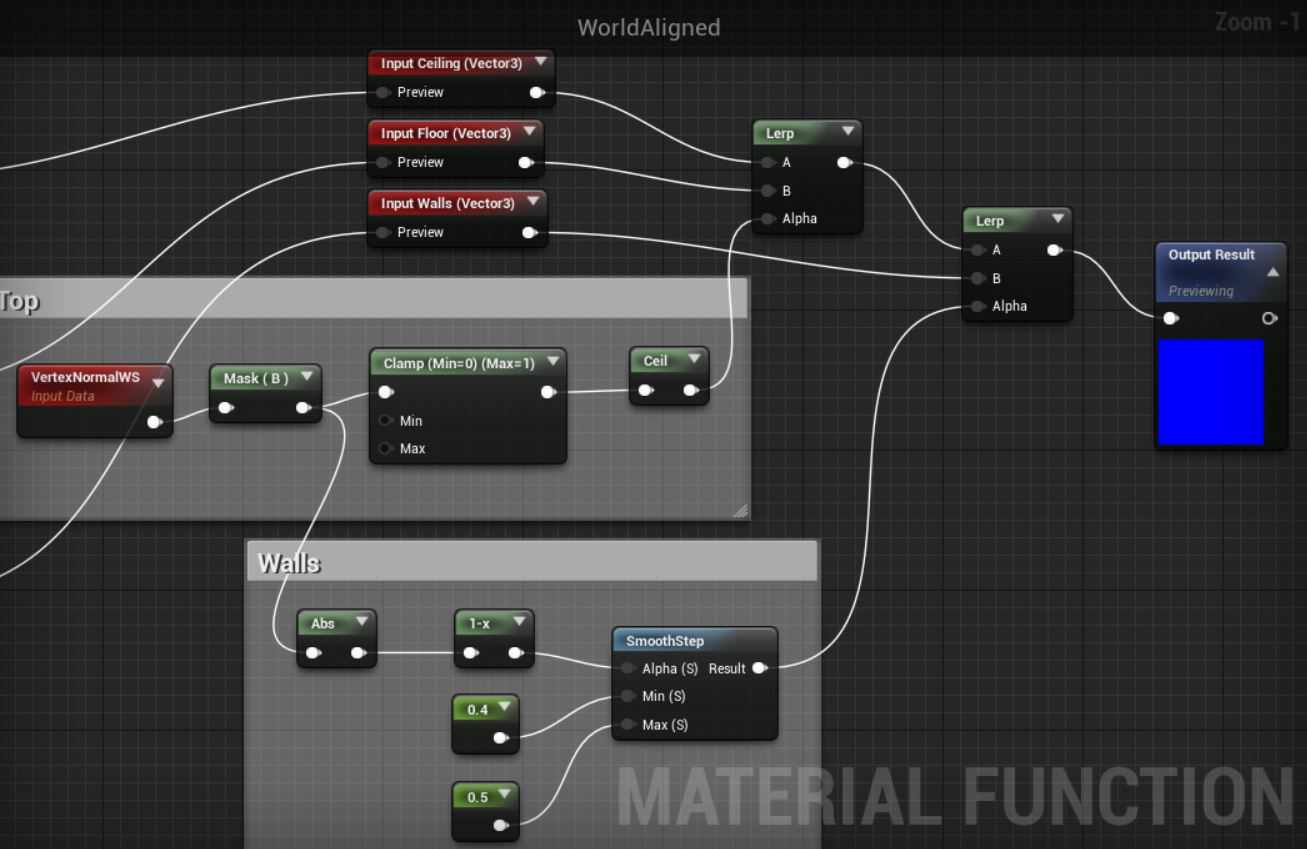 WorldAligned
Zoom -1
Input Ceiling (Vector3)
Preview
Input Floor (Vector3)
Preview
Input Walls (Vector3)
Preview
Lerp
A
B
Alpha
Lerp
A
B
Alpha
Output Result
Previewing
Top
VertexNormalWS
Input Data
Mask ( B )
Clamp (Min=0) (Max=1)
Min
Max
Ceil
Walls
Abs
1-x
SmoothStep
Alpha (S) Result
Min (S)
Max (S)
0.4
0.5
MATERIAL FUNCTION